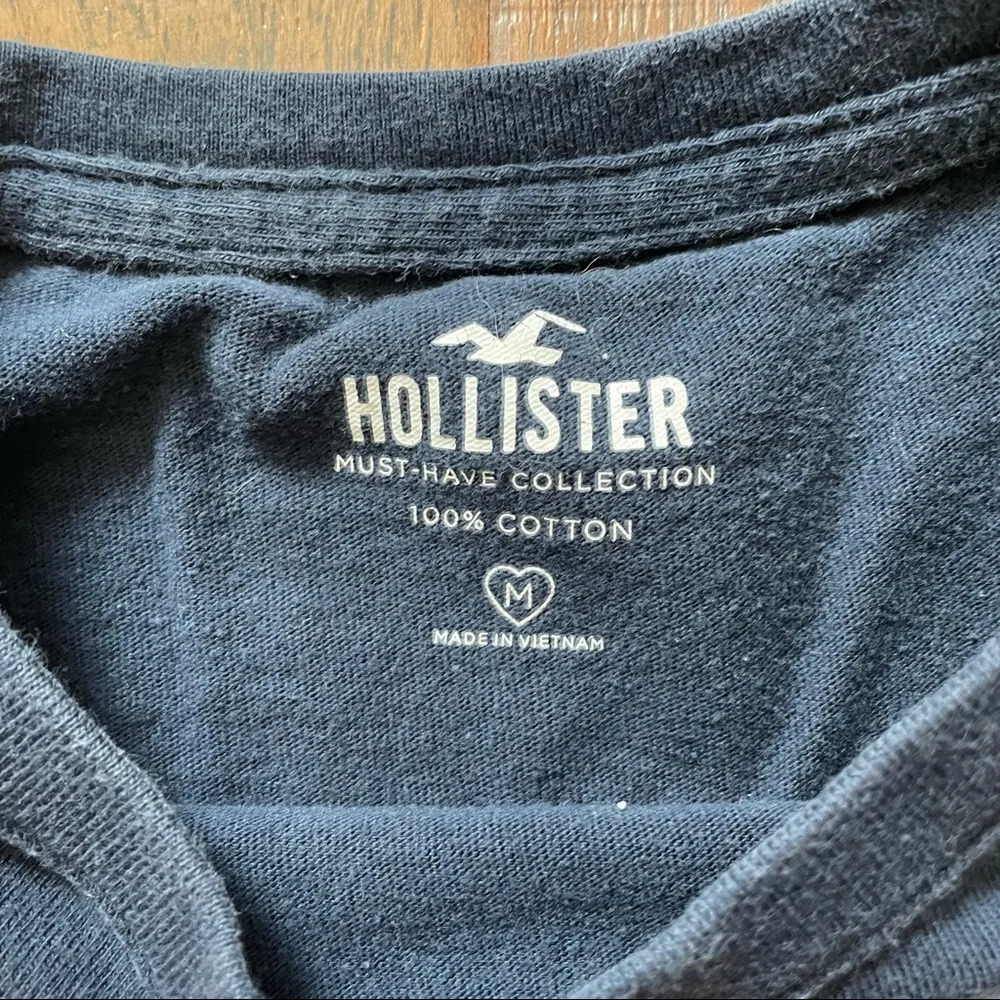 HOLLISTER
MUST-HAVE COLLECTION
100% COTTON
M
MADE IN VIETNAM